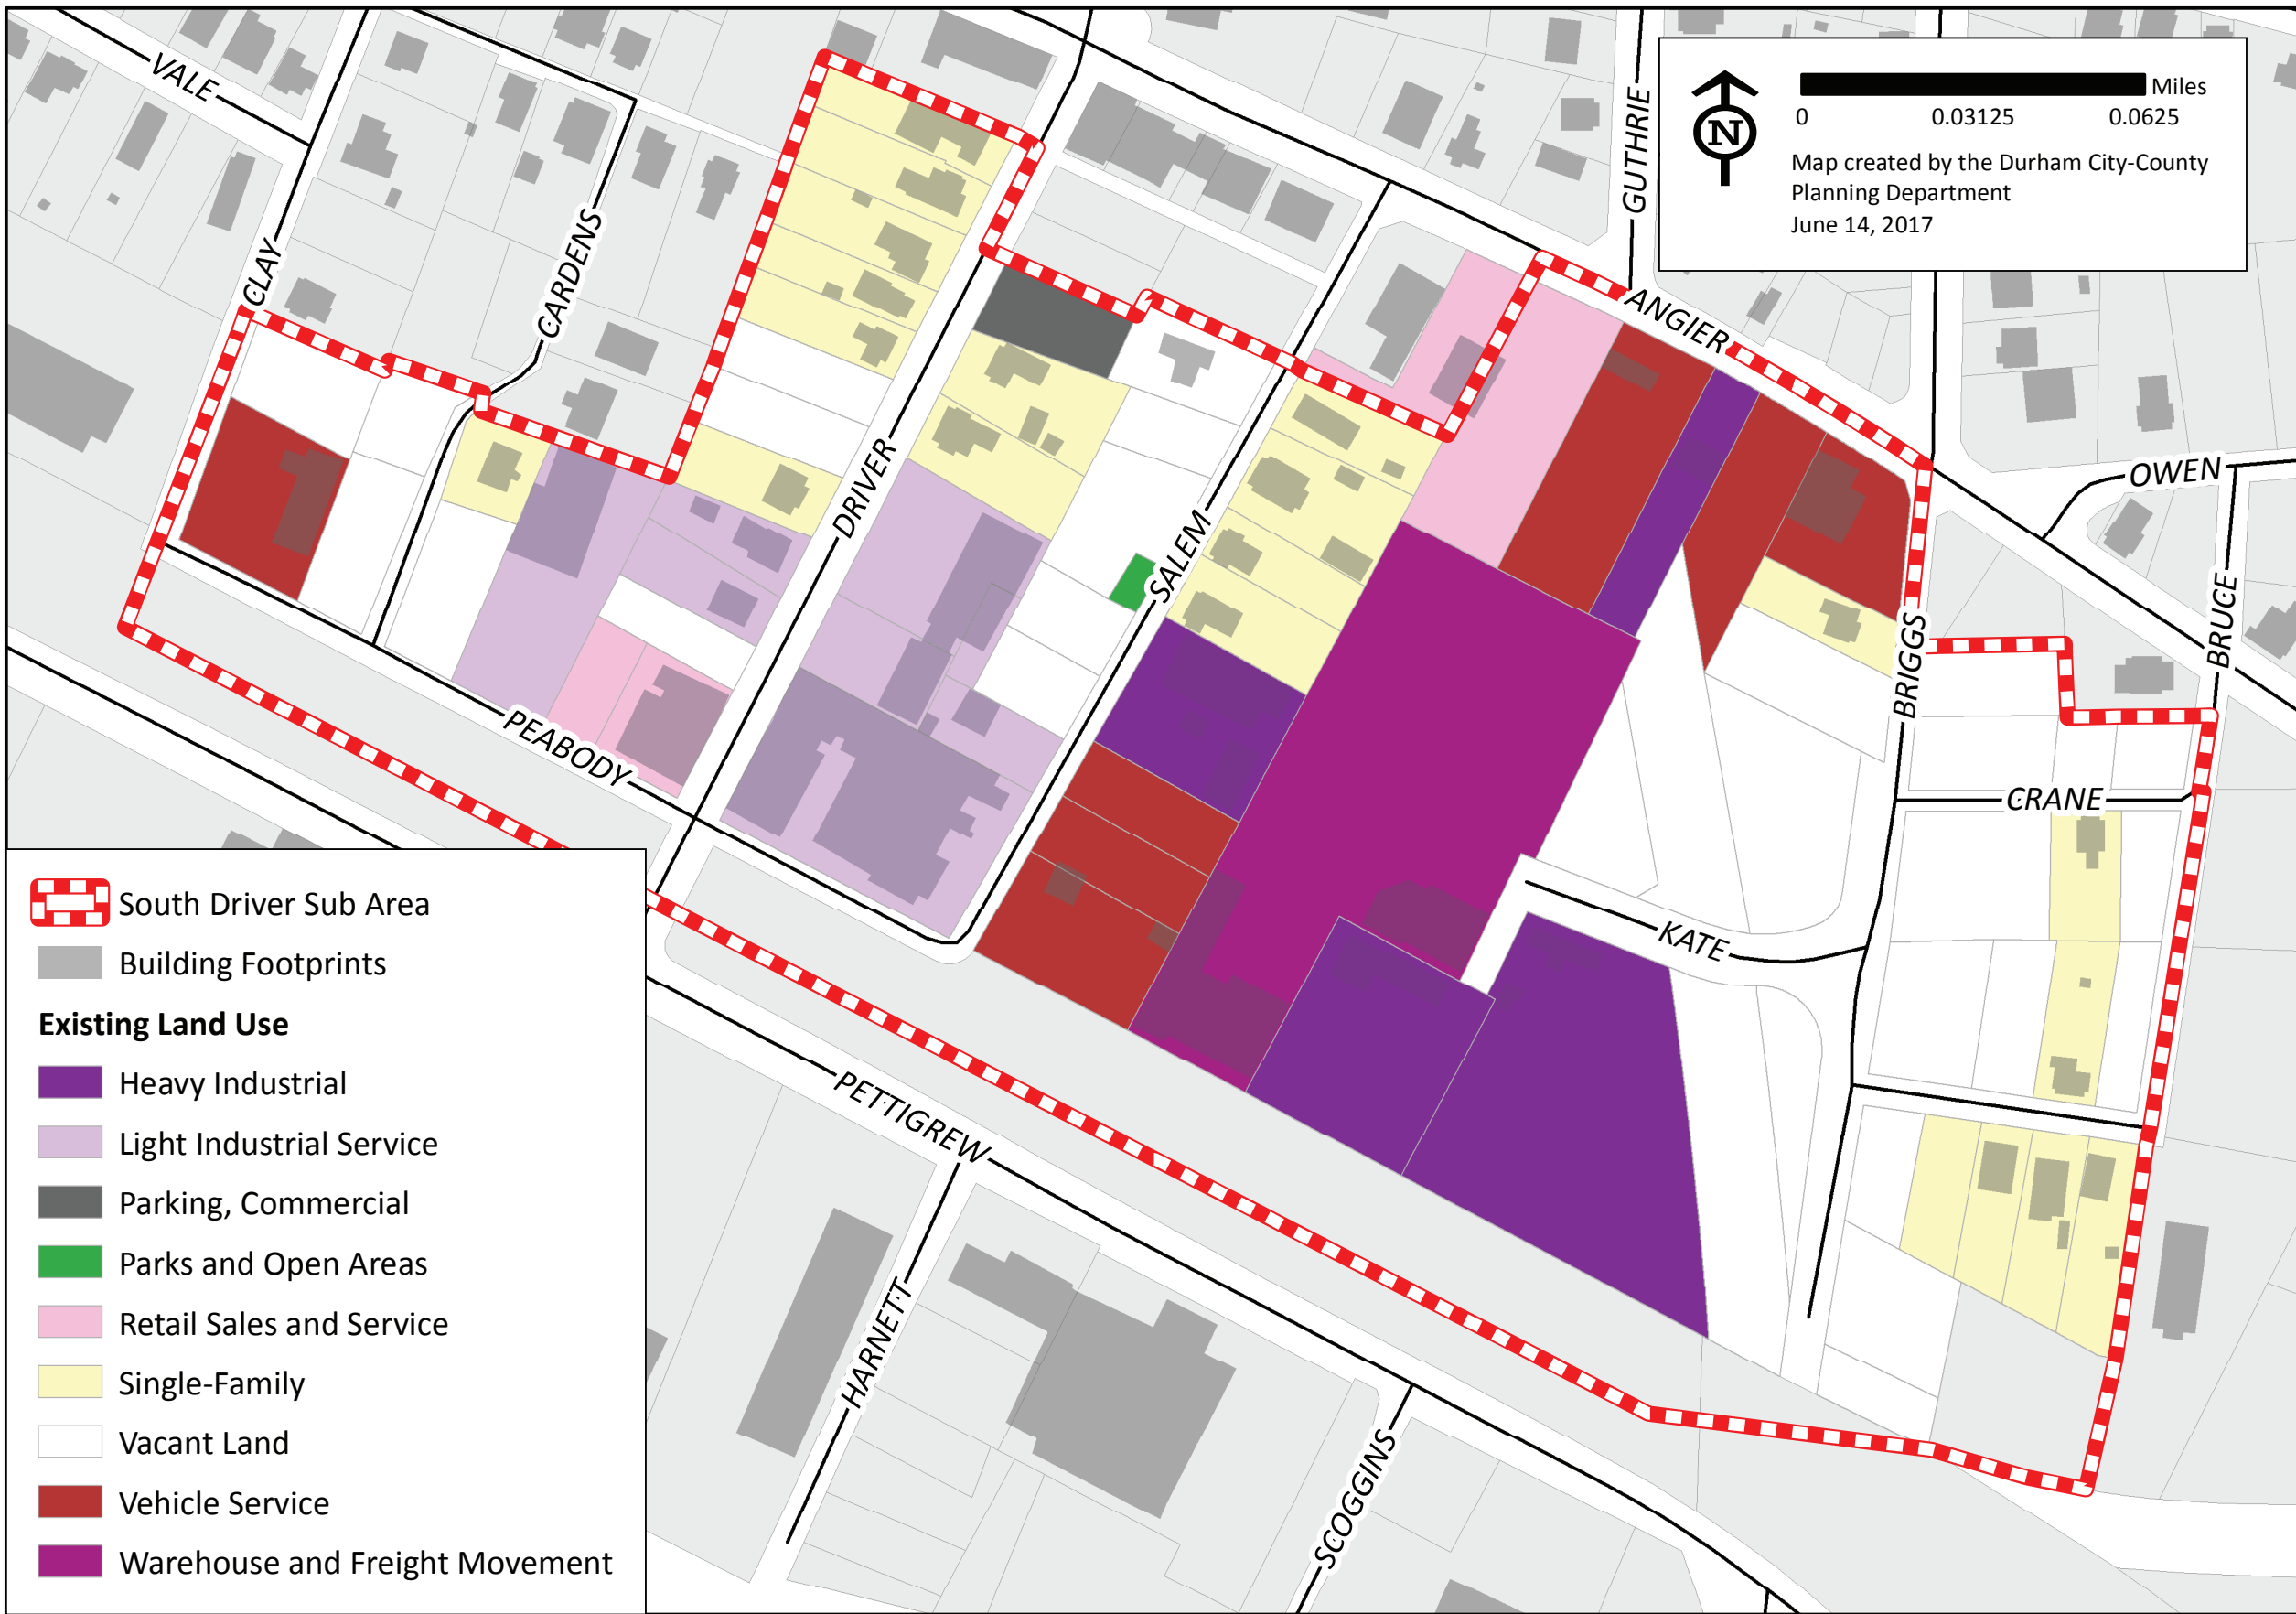 VALE
CLAY
CARDENS
DRIVER
SALEM
GUTHRIE
ANGIER
OWEN
BRUCE
BRIGGS
CRANE
KATE
PEABODY
PETTIGREW
HARNETT
SCOGGINS
N
Miles
0 0.03125 0.0625
Map created by the Durham City-County
Planning Department
June 14, 2017
South Driver Sub Area
Building Footprints
Existing Land Use
Heavy Industrial
Light Industrial Service
Parking, Commercial
Parks and Open Areas
Retail Sales and Service
Single-Family
Vacant Land
Vehicle Service
Warehouse and Freight Movement